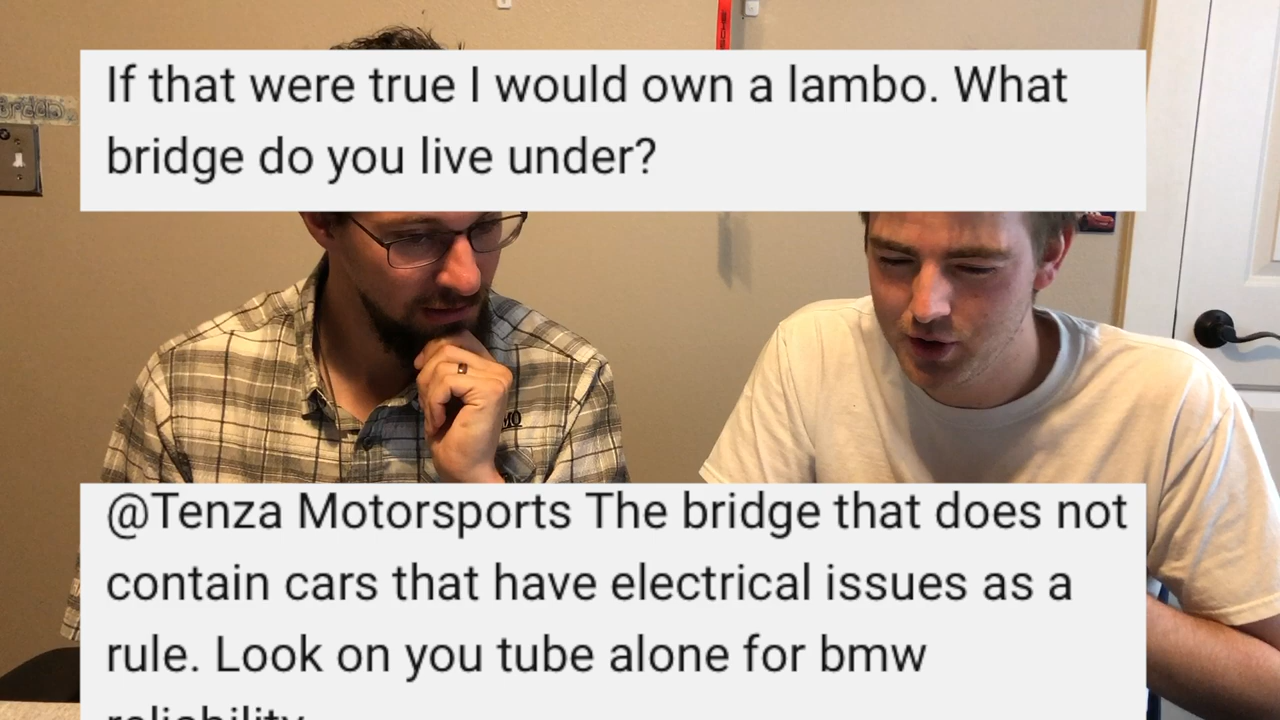 If that were true I would own a lambo. What
bridge do you live under?
@Tenza Motorsports The bridge that does not
contain cars that have electrical issues as a
rule. Look on you tube alone for bmw